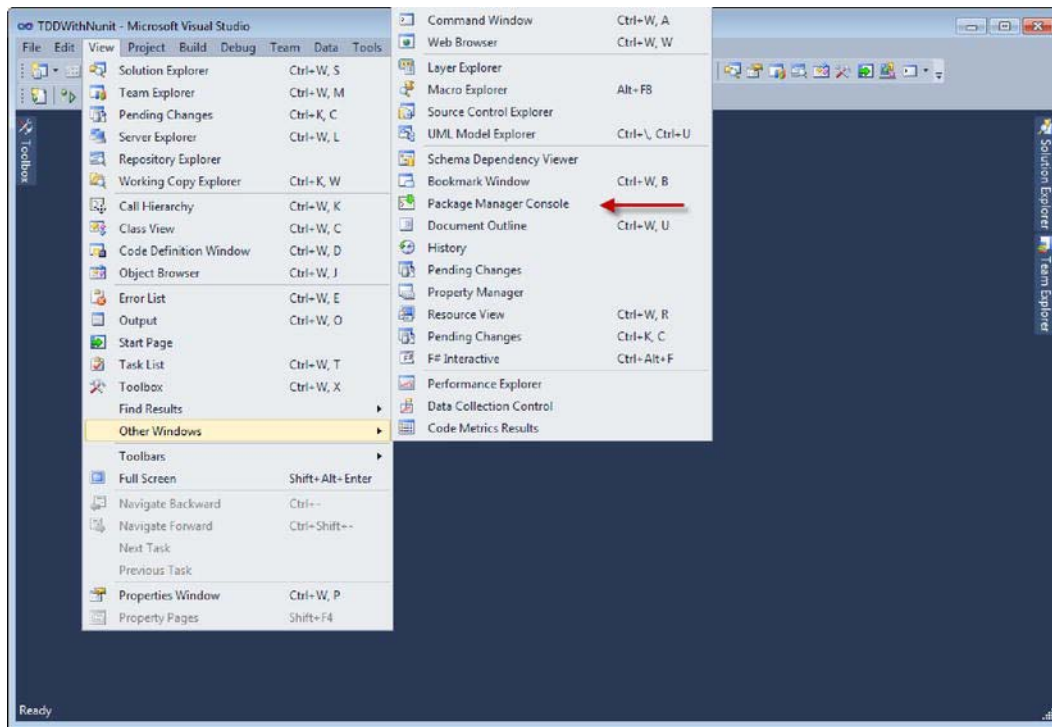 TDDWithNunit - Microsoft Visual Studio
File Edit View Project Build Debug Team Data Tools
Solution Explorer Ctrl+W, S
Team Explorer Ctrl+W, M
Pending Changes Ctrl+K, C
Server Explorer Ctrl+W, L
Repository Explorer
Working Copy Explorer Ctrl+K, W
Call Hierarchy Ctrl+W, K
Class View Ctrl+W, C
Code Definition Window Ctrl+W, D
Object Browser Ctrl+W, J
Error List Ctrl+W, E
Output Ctrl+W, O
Start Page
Task List Ctrl+W, T
Toolbox Ctrl+W, X
Find Results
Other Windows
Toolbars
Full Screen Shift+Alt+Enter
Navigate Backward Ctrl+-
Navigate Forward Ctrl+Shift+-
Next Task
Previous Task
Properties Window Ctrl+W, P
Property Pages Shift+F4
Command Window Ctrl+W, A
Web Browser Ctrl+W, W
Layer Explorer
Macro Explorer Alt+F8
Source Control Explorer
UML Model Explorer Ctrl+\, Ctrl+U
Schema Dependency Viewer
Bookmark Window Ctrl+W, B
Package Manager Console
Document Outline Ctrl+W, U
History
Pending Changes
Property Manager
Resource View Ctrl+W, R
Pending Changes Ctrl+K, C
F# Interactive Ctrl+Alt+F
Performance Explorer
Data Collection Control
Code Metrics Results
Toolbox
Solution Explorer
Team Explorer
Ready